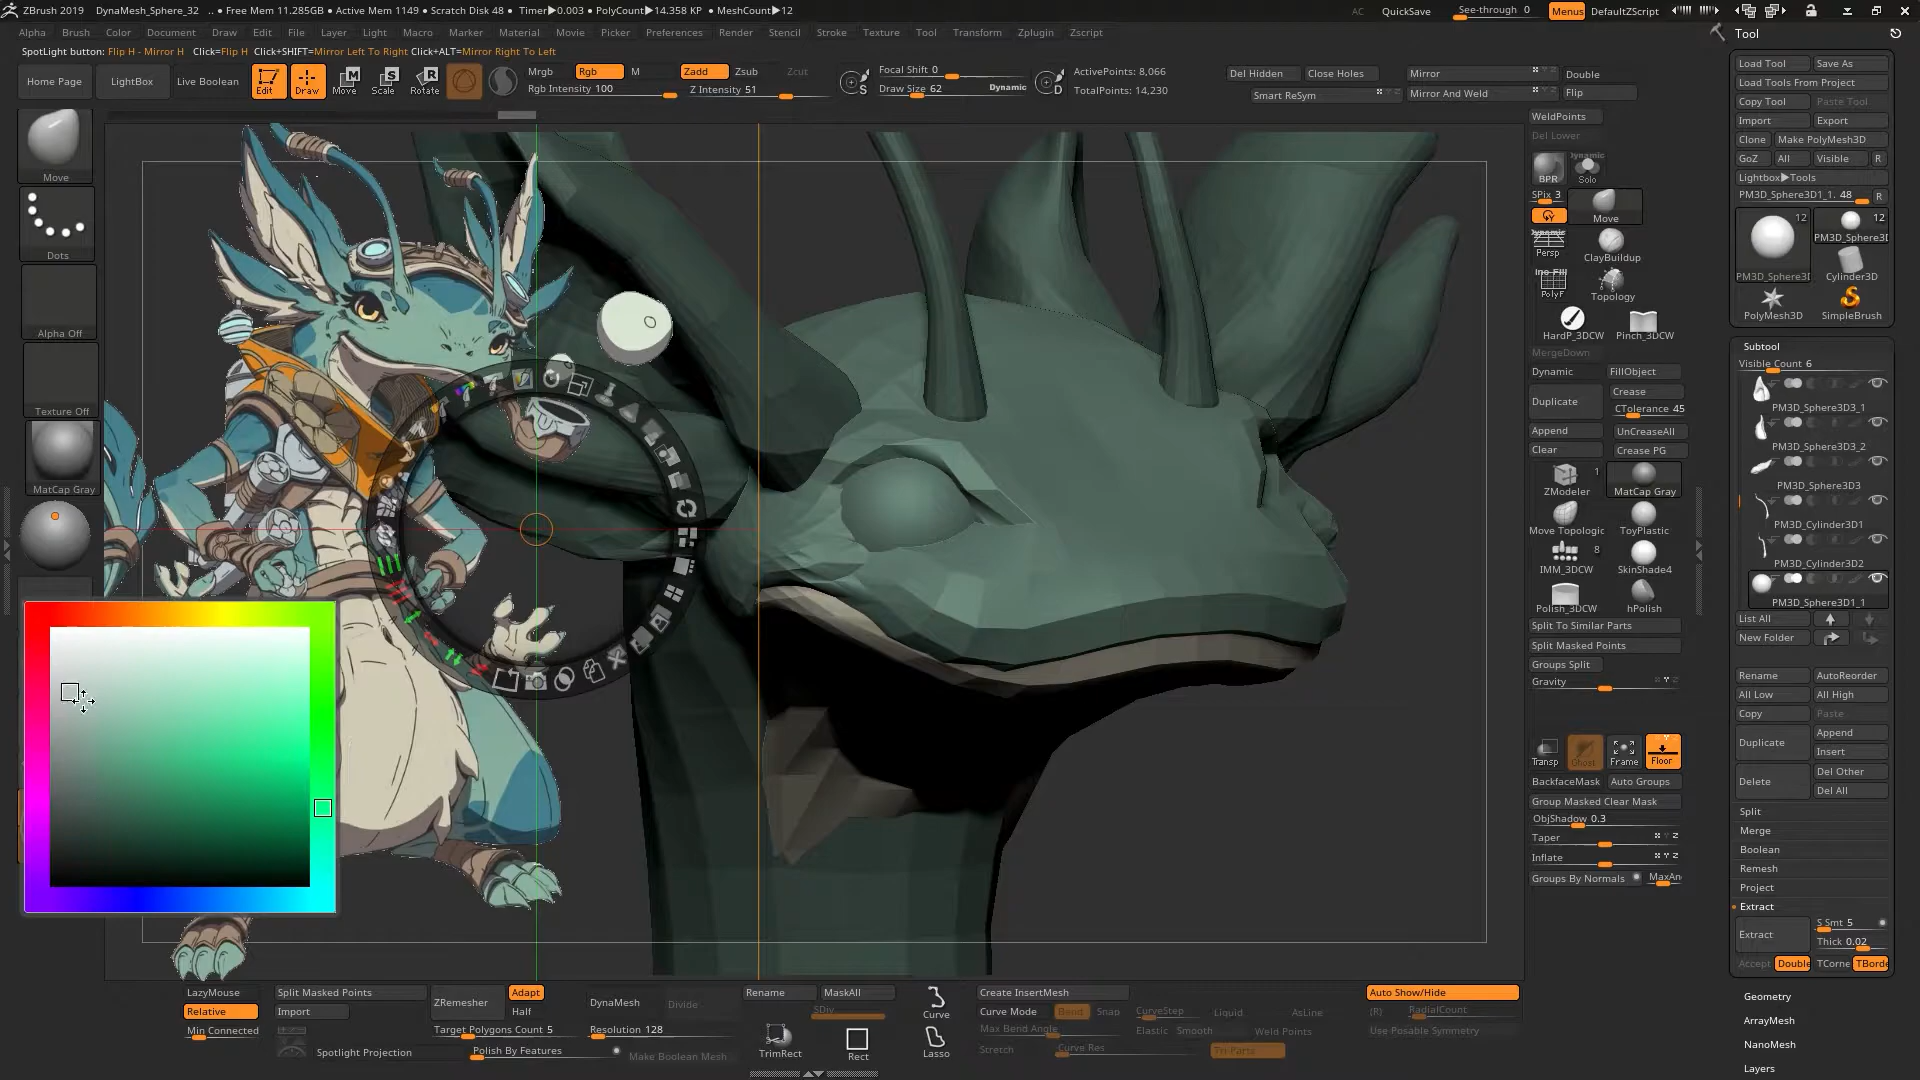 ZBrush 2019 DynaMesh_Sphere_32 .. • Free Mem 11.285GB • Active Mem 1149 • Scratch Disk 48 • Timer▶0.003 • PolyCount▶14.358 KP • MeshCount▶12 AC QuickSave See-through 0 Menus DefaultZScript
Alpha Brush Color Document Draw Edit File Layer Light Macro Marker Material Movie Picker Preferences Render Stencil Stroke Texture Tool Transform Zplugin Zscript
SpotLight button: Flip H - Mirror H Click=Flip H Click+SHIFT=Mirror Left To Right Click+ALT=Mirror Right To Left
Home Page LightBox Live Boolean Edit Draw Move Scale Rotate
Mrgb Rgb M Zadd Zsub Zcut
Rgb Intensity 100 Z Intensity 51
Focal Shift 0
Draw Size 62 Dynamic
S D
ActivePoints: 8,066
TotalPoints: 14,230
Del Hidden Close Holes Mirror Double
Smart ReSym Mirror And Weld Flip
Move
Dots
Alpha Off
Texture Off
MatCap Gray
WeldPoints
Del Lower
BPR Dynamic Solo
SPix 3
Move
Dynamic
Persp
ClayBuildup
PolyF
Topology
HardP_3DCW Pinch_3DCW
MergeDown
Dynamic FillObject
Duplicate Crease
CTolerance 45
Append UnCreaseAll
Clear Crease PG
ZModeler 1 MatCap Gray
Move Topologic ToyPlastic
IMM_3DCW 8 SkinShade4
Polish_3DCW hPolish
Split To Similar Parts
Split Masked Points
Groups Split
Gravity
Transp Ghost Frame Floor
BackfaceMask Auto Groups
Group Masked Clear Mask
ObjShadow 0.3
Taper
Inflate
Groups By Normals MaxAn
Tool
Load Tool Save As
Load Tools From Project
Copy Tool Paste Tool
Import Export
Clone Make PolyMesh3D
GoZ All Visible R
Lightbox▶Tools
PM3D_Sphere3D1_1. 48 R
12 12
PM3D_Sphere3D
PM3D_Sphere3D Cylinder3D
PolyMesh3D SimpleBrush
Subtool
Visible Count 6
PM3D_Sphere3D3_1
PM3D_Sphere3D3_2
PM3D_Sphere3D3
PM3D_Cylinder3D1
PM3D_Cylinder3D2
PM3D_Sphere3D1_1
List All
New Folder
Rename AutoReorder
All Low All High
Copy Paste
Duplicate Append
Insert
Delete Del Other
Del All
Split
Merge
Boolean
Remesh
Project
Extract
Extract S Smt 5
Thick 0.02
Accept Double TCorne TBorde
Geometry
ArrayMesh
NanoMesh
Layers
LazyMouse
Relative
Min Connected
Split Masked Points
Import
Spotlight Projection
ZRemesher Adapt
Half
Target Polygons Count 5
Polish By Features
DynaMesh Divide
Resolution 128
Make Boolean Mesh
Rename MaskAll
SDiv
TrimRect Rect
Curve
Lasso
Create InsertMesh
Curve Mode Bend Snap CurveStep Liquid AsLine
Max Bend Angle Elastic Smooth Weld Points
Stretch Curve Res Tri Parts
Auto Show/Hide
(R) RadialCount
Use Posable Symmetry